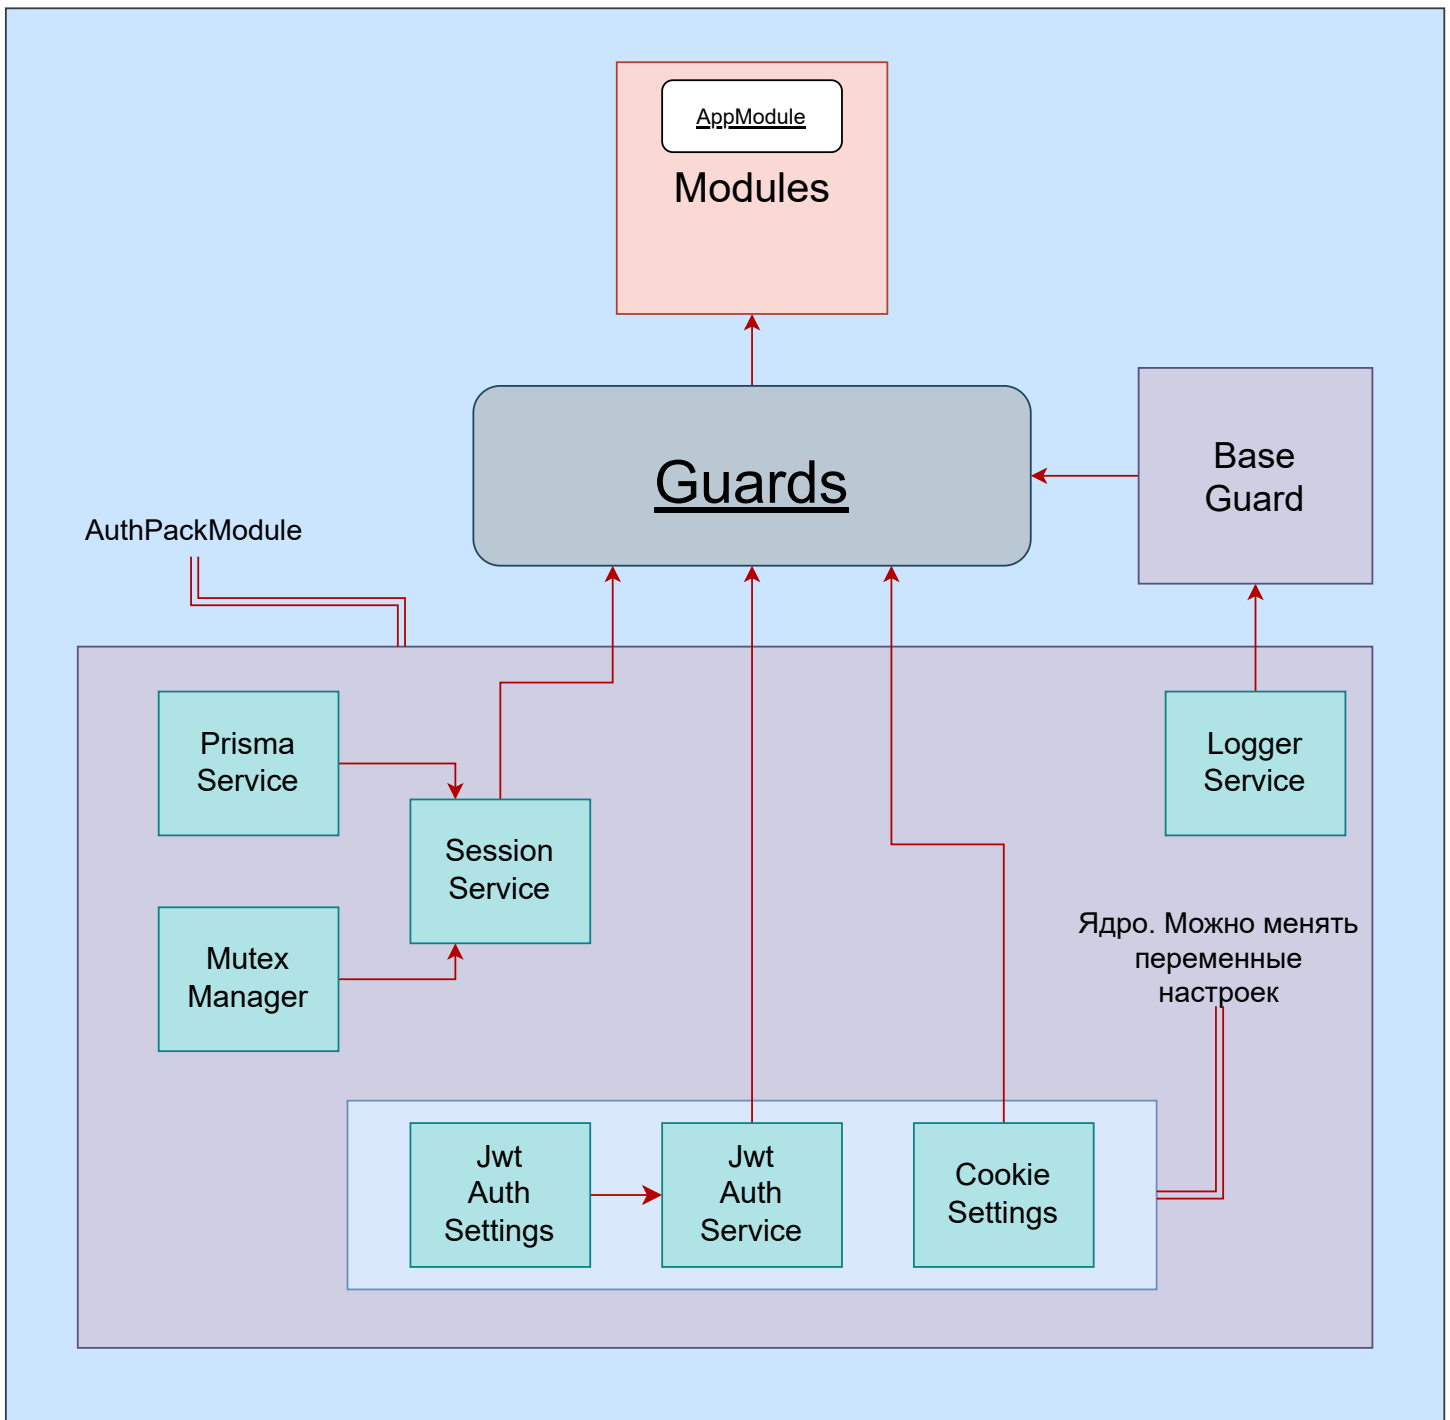 AppModule
Modules
Guards
Base
Guard
AuthPackModule
Prisma
Service
Logger
Service
Session
Service
Mutex
Manager
Ядро. Можно менять
переменные
настроек
Jwt
Auth
Settings
Jwt
Auth
Service
Cookie
Settings